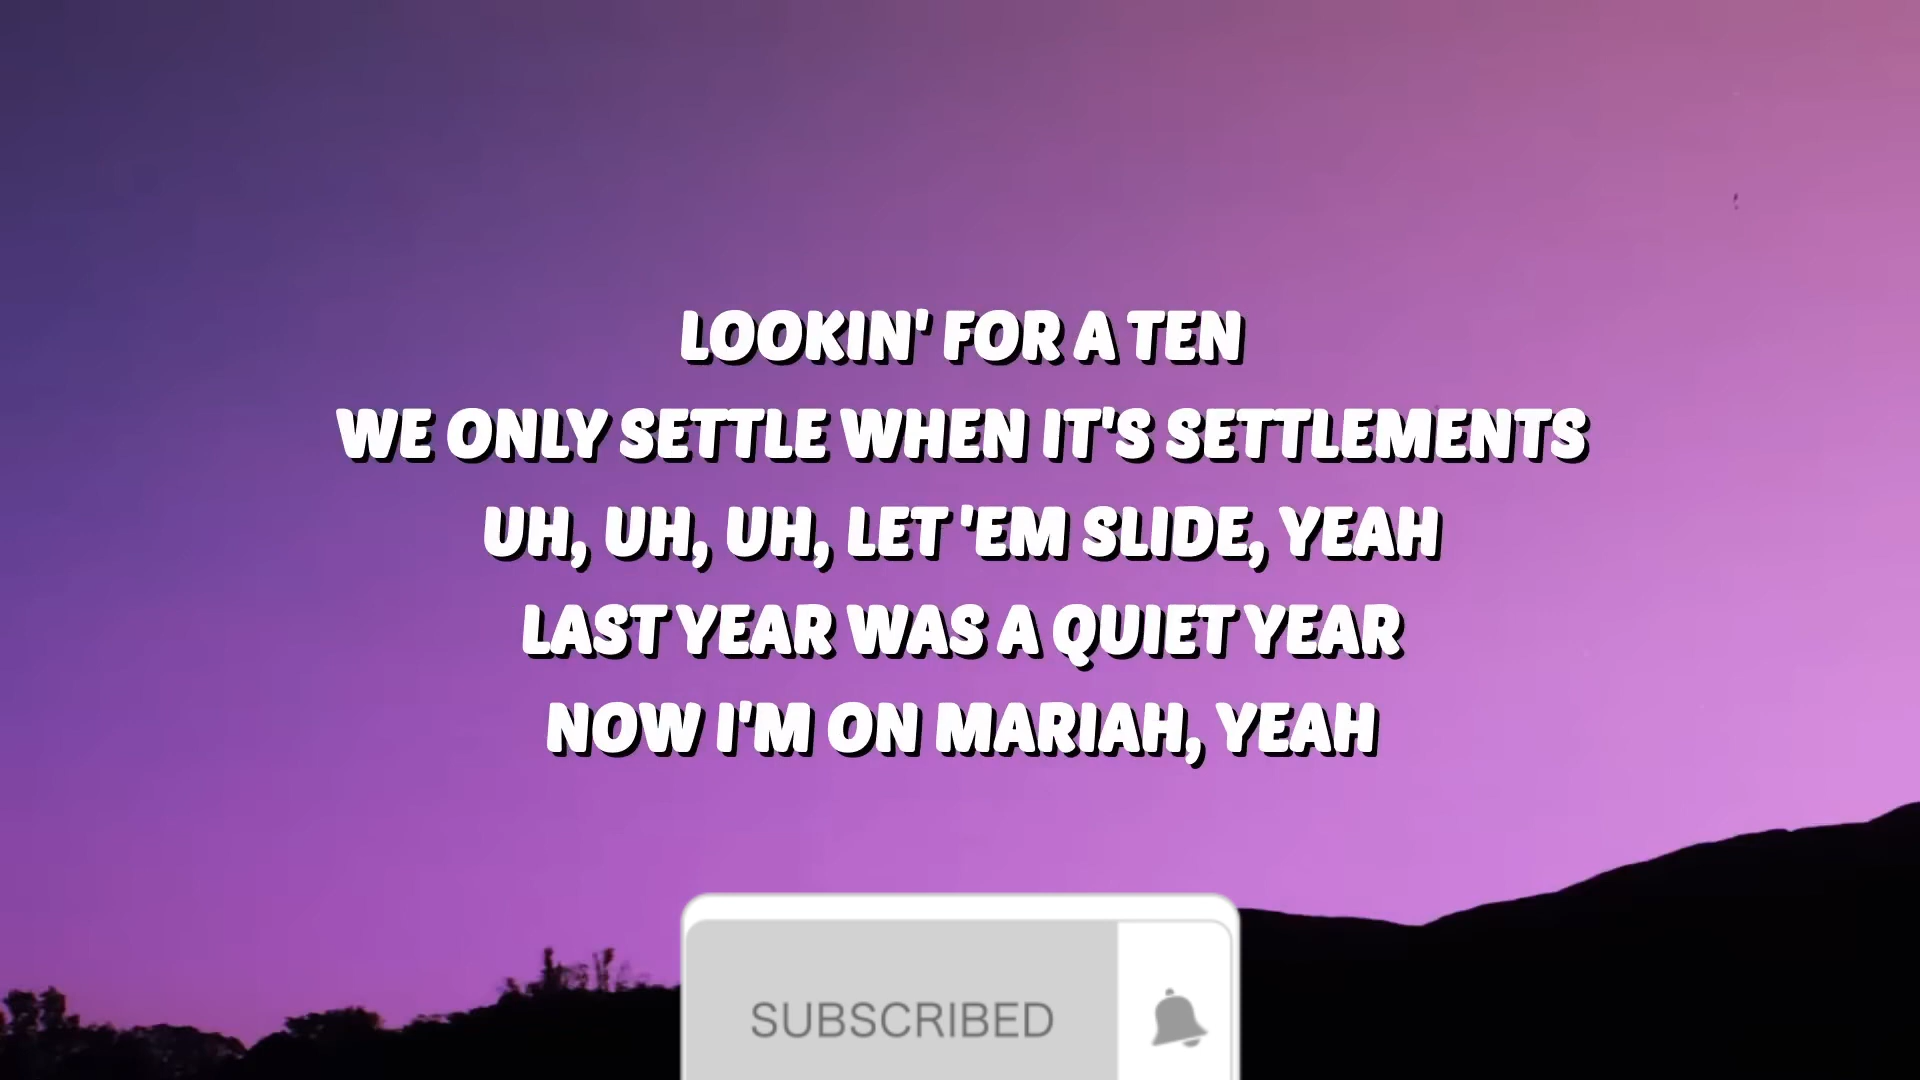 LOOKIN' FOR A TEN
WE ONLY SETTLE WHEN IT'S SETTLEMENTS
UH, UH, UH, LET 'EM SLIDE, YEAH
LAST YEAR WAS A QUIET YEAR
NOW I'M ON MARIAH, YEAH
SUBSCRIBED